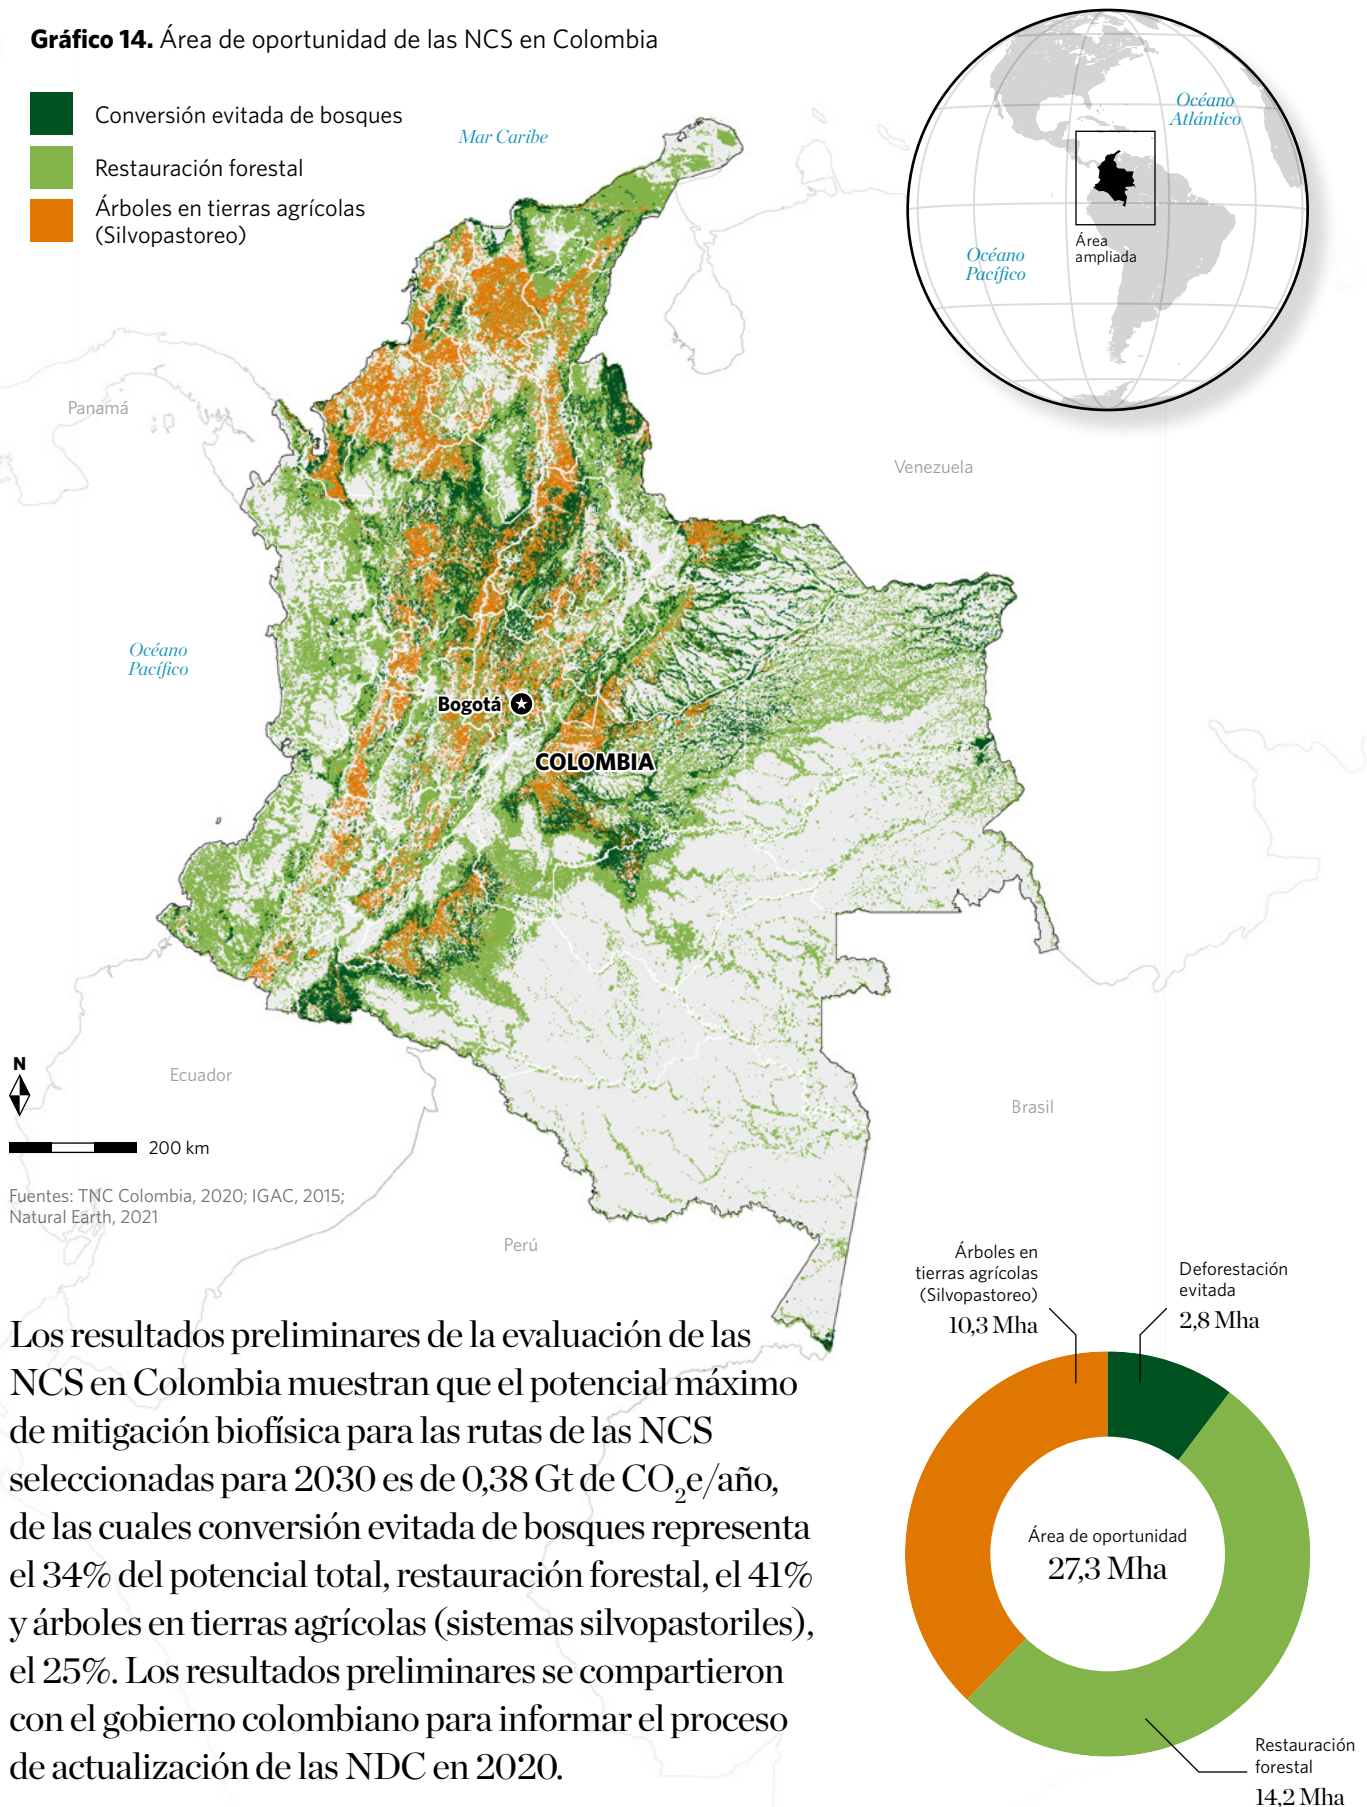 Gráfico 14. Área de oportunidad de las NCS en Colombia
Conversión evitada de bosques
Restauración forestal
Árboles en tierras agrícolas
(Silvopastoreo)
Mar Caribe
Océano
Atlántico
Océano
Pacífico
Área
ampliada
Panamá
Venezuela
Océano
Pacífico
Bogotá
COLOMBIA
N
Ecuador
Brasil
200 km
Fuentes: TNC Colombia, 2020; IGAC, 2015;
Natural Earth, 2021
Perú
Los resultados preliminares de la evaluación de las
NCS en Colombia muestran que el potencial máximo
de mitigación biofísica para las rutas de las NCS
seleccionadas para 2030 es de 0,38 Gt de CO₂e/año,
de las cuales conversión evitada de bosques representa
el 34% del potencial total, restauración forestal, el 41%
y árboles en tierras agrícolas (sistemas silvopastoriles),
el 25%. Los resultados preliminares se compartieron
con el gobierno colombiano para informar el proceso
de actualización de las NDC en 2020.
Árboles en
tierras agrícolas
(Silvopastoreo)
10,3 Mha
Deforestación
evitada
2,8 Mha
Área de oportunidad
27,3 Mha
Restauración
forestal
14,2 Mha